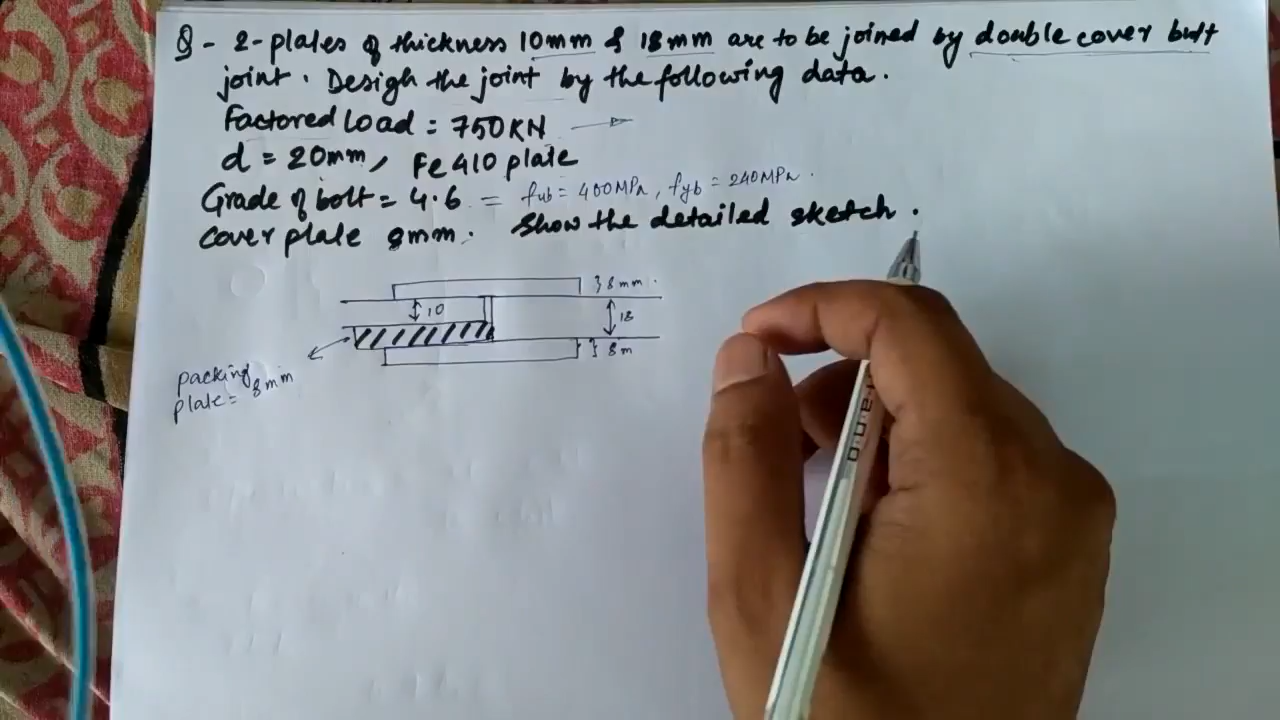 Q - 2-plates of thickness 10mm & 18mm are to be joined by double cover butt
joint. Design the joint by the following data.
Factored Load = 750KN
d = 20mm, Fe 410 plate
Grade of bolt = 4.6 = fub = 400MPa, fyb = 240MPa.
cover plate 8mm. Show the detailed sketch.
8mm.
10
18
8m
packing
plate = 8mm